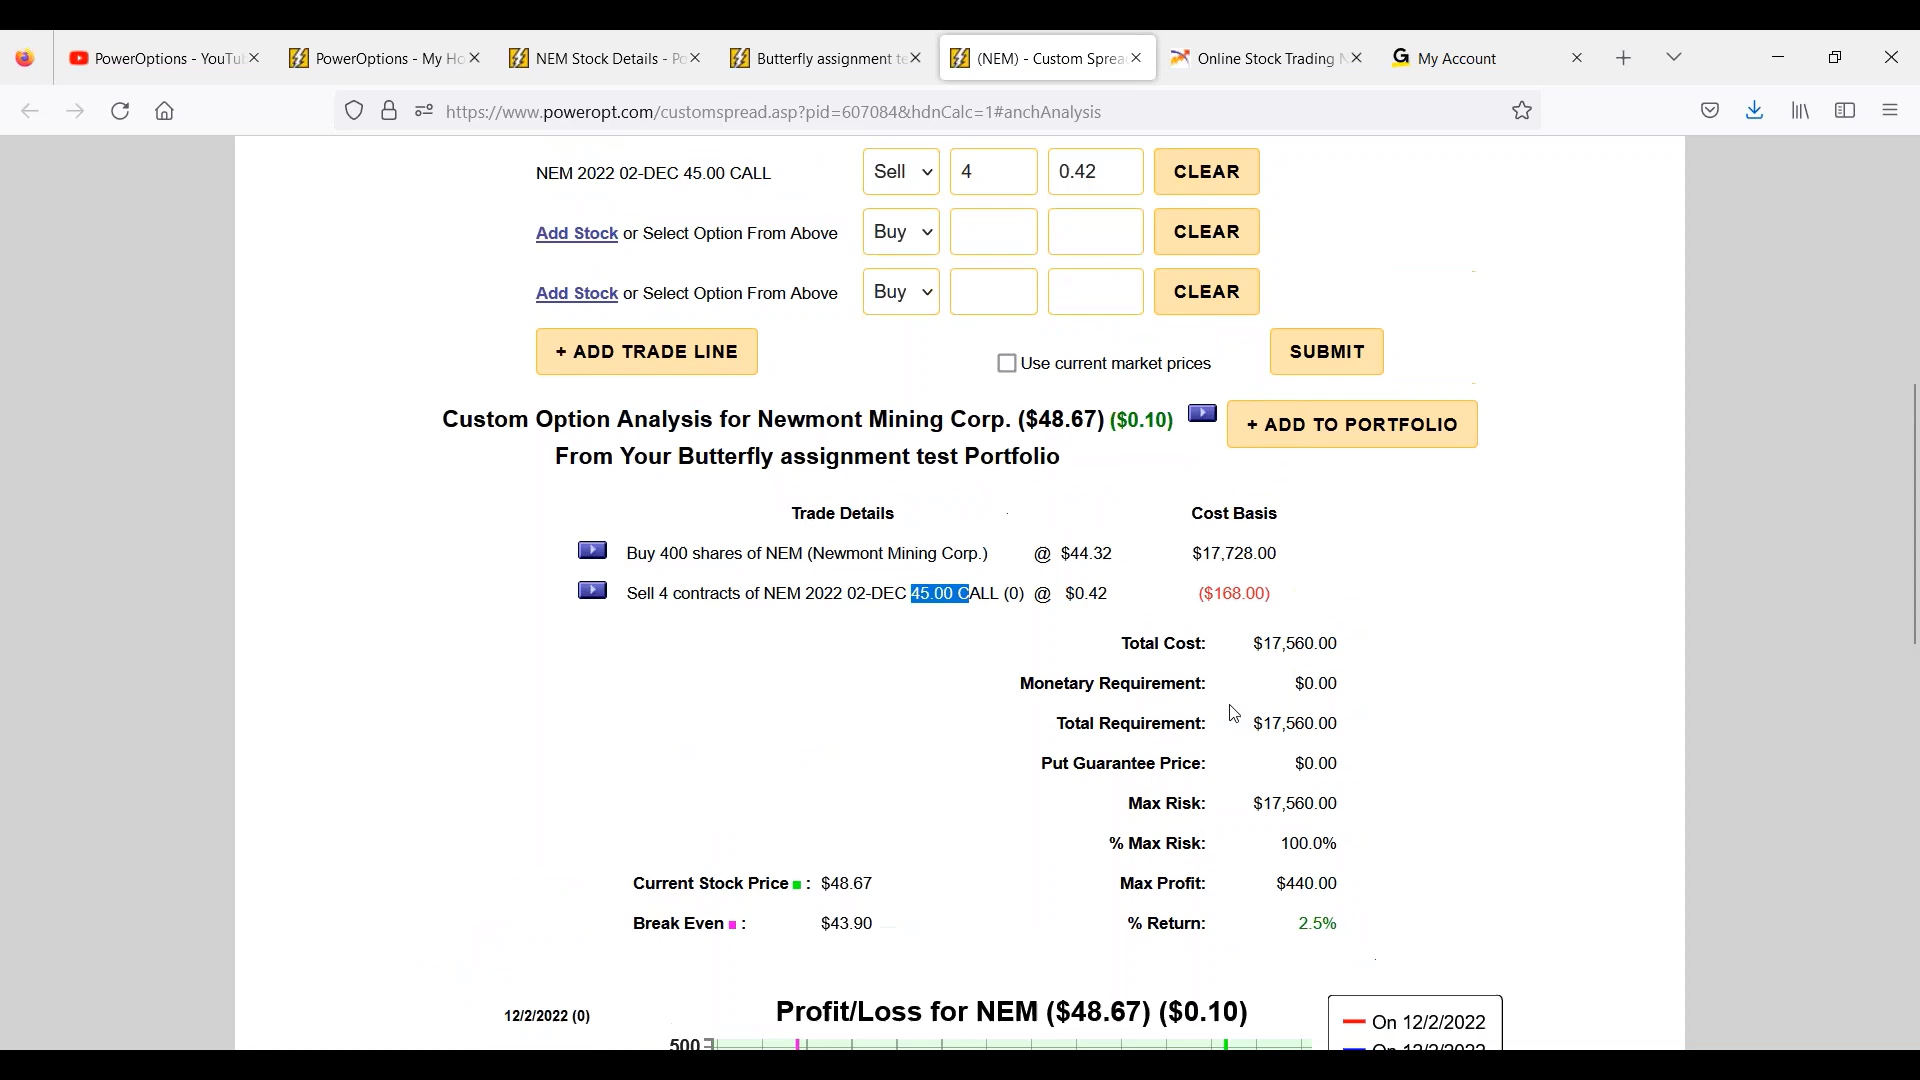 PowerOptions - YouTu
PowerOptions - My Ho
NEM Stock Details - Po
Butterfly assignment te
(NEM) - Custom Sprea
Online Stock Trading
My Account
https://www.poweropt.com/customspread.asp?pid=607084&hdnCalc=1#anchAnalysis
NEM 2022 02-DEC 45.00 CALL Sell 4 0.42 CLEAR
Add Stock or Select Option From Above Buy CLEAR
Add Stock or Select Option From Above Buy CLEAR
+ ADD TRADE LINE Use current market prices SUBMIT
Custom Option Analysis for Newmont Mining Corp. ($48.67) ($0.10) + ADD TO PORTFOLIO
From Your Butterfly assignment test Portfolio
Trade Details Cost Basis
Buy 400 shares of NEM (Newmont Mining Corp.) @ $44.32 $17,728.00
Sell 4 contracts of NEM 2022 02-DEC 45.00 CALL (0) @ $0.42 ($168.00)
Total Cost: $17,560.00
Monetary Requirement: $0.00
Total Requirement: $17,560.00
Put Guarantee Price: $0.00
Max Risk: $17,560.00
% Max Risk: 100.0%
Current Stock Price : $48.67 Max Profit: $440.00
Break Even : $43.90 % Return: 2.5%
12/2/2022 (0) Profit/Loss for NEM ($48.67) ($0.10) On 12/2/2022
500 On 12/2/2022